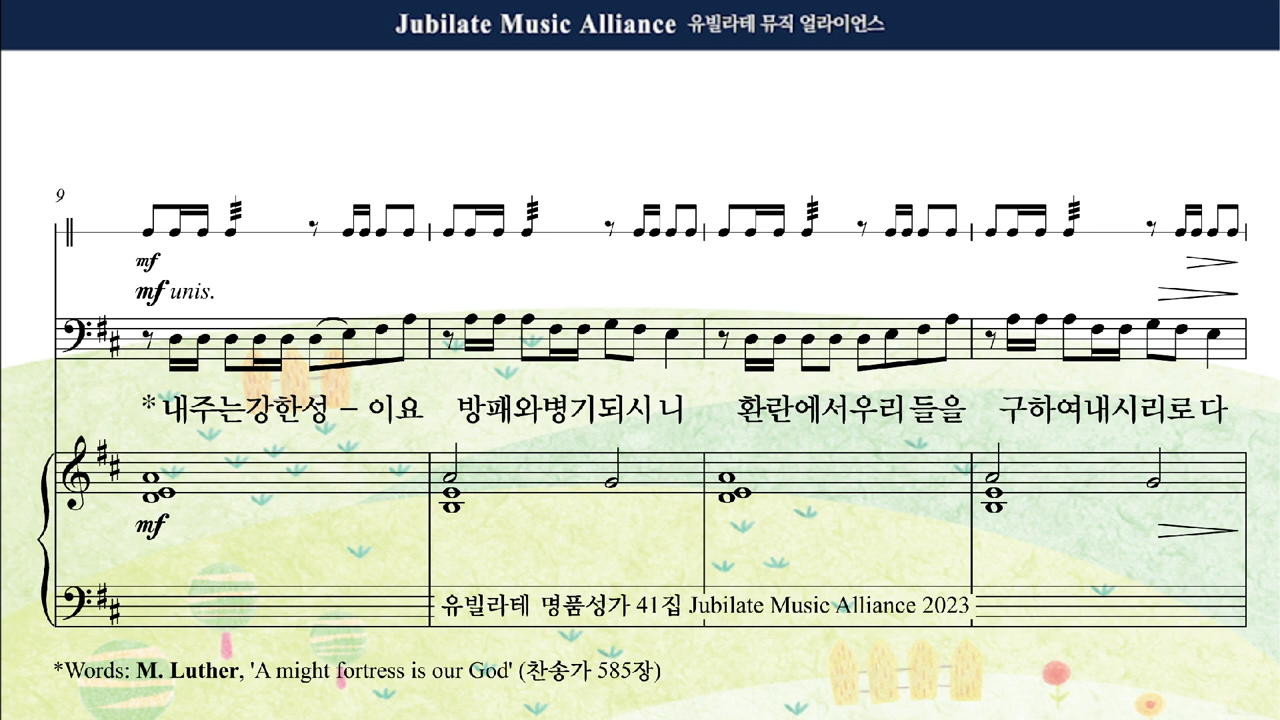 Jubilate Music Alliance 유빌라테 뮤직 얼라이언스
9
mf
mf unis.
*내주는강한성 – 이요 방패와병기되시니 환란에서우리들을 구하여내시리로다
mf
유빌라테 명품성가 41집 Jubilate Music Alliance 2023
*Words: M. Luther, 'A might fortress is our God' (찬송가 585장)